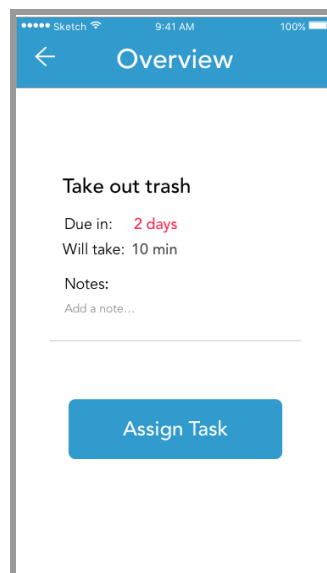 Sketch 9:41 AM 100%
Overview
Take out trash
Due in: 2 days
Will take: 10 min
Notes:
Add a note...
Assign Task